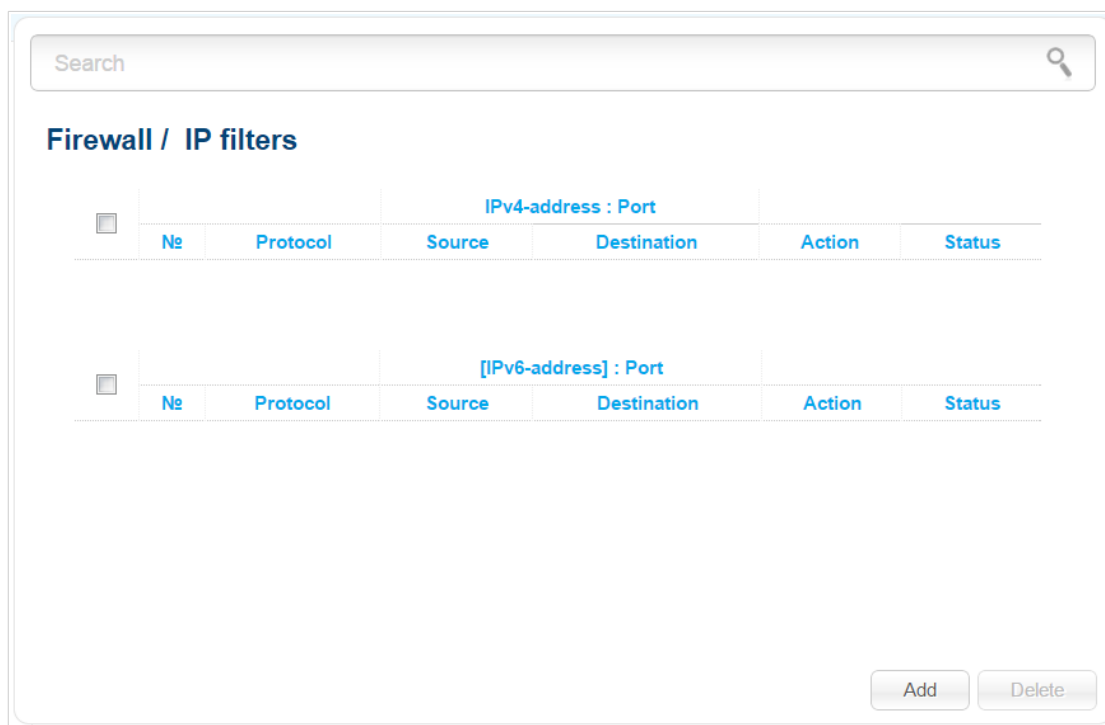 Search
Firewall / IP filters
IPv4-address : Port
№ Protocol Source Destination Action Status
[IPv6-address] : Port
№ Protocol Source Destination Action Status
Add Delete